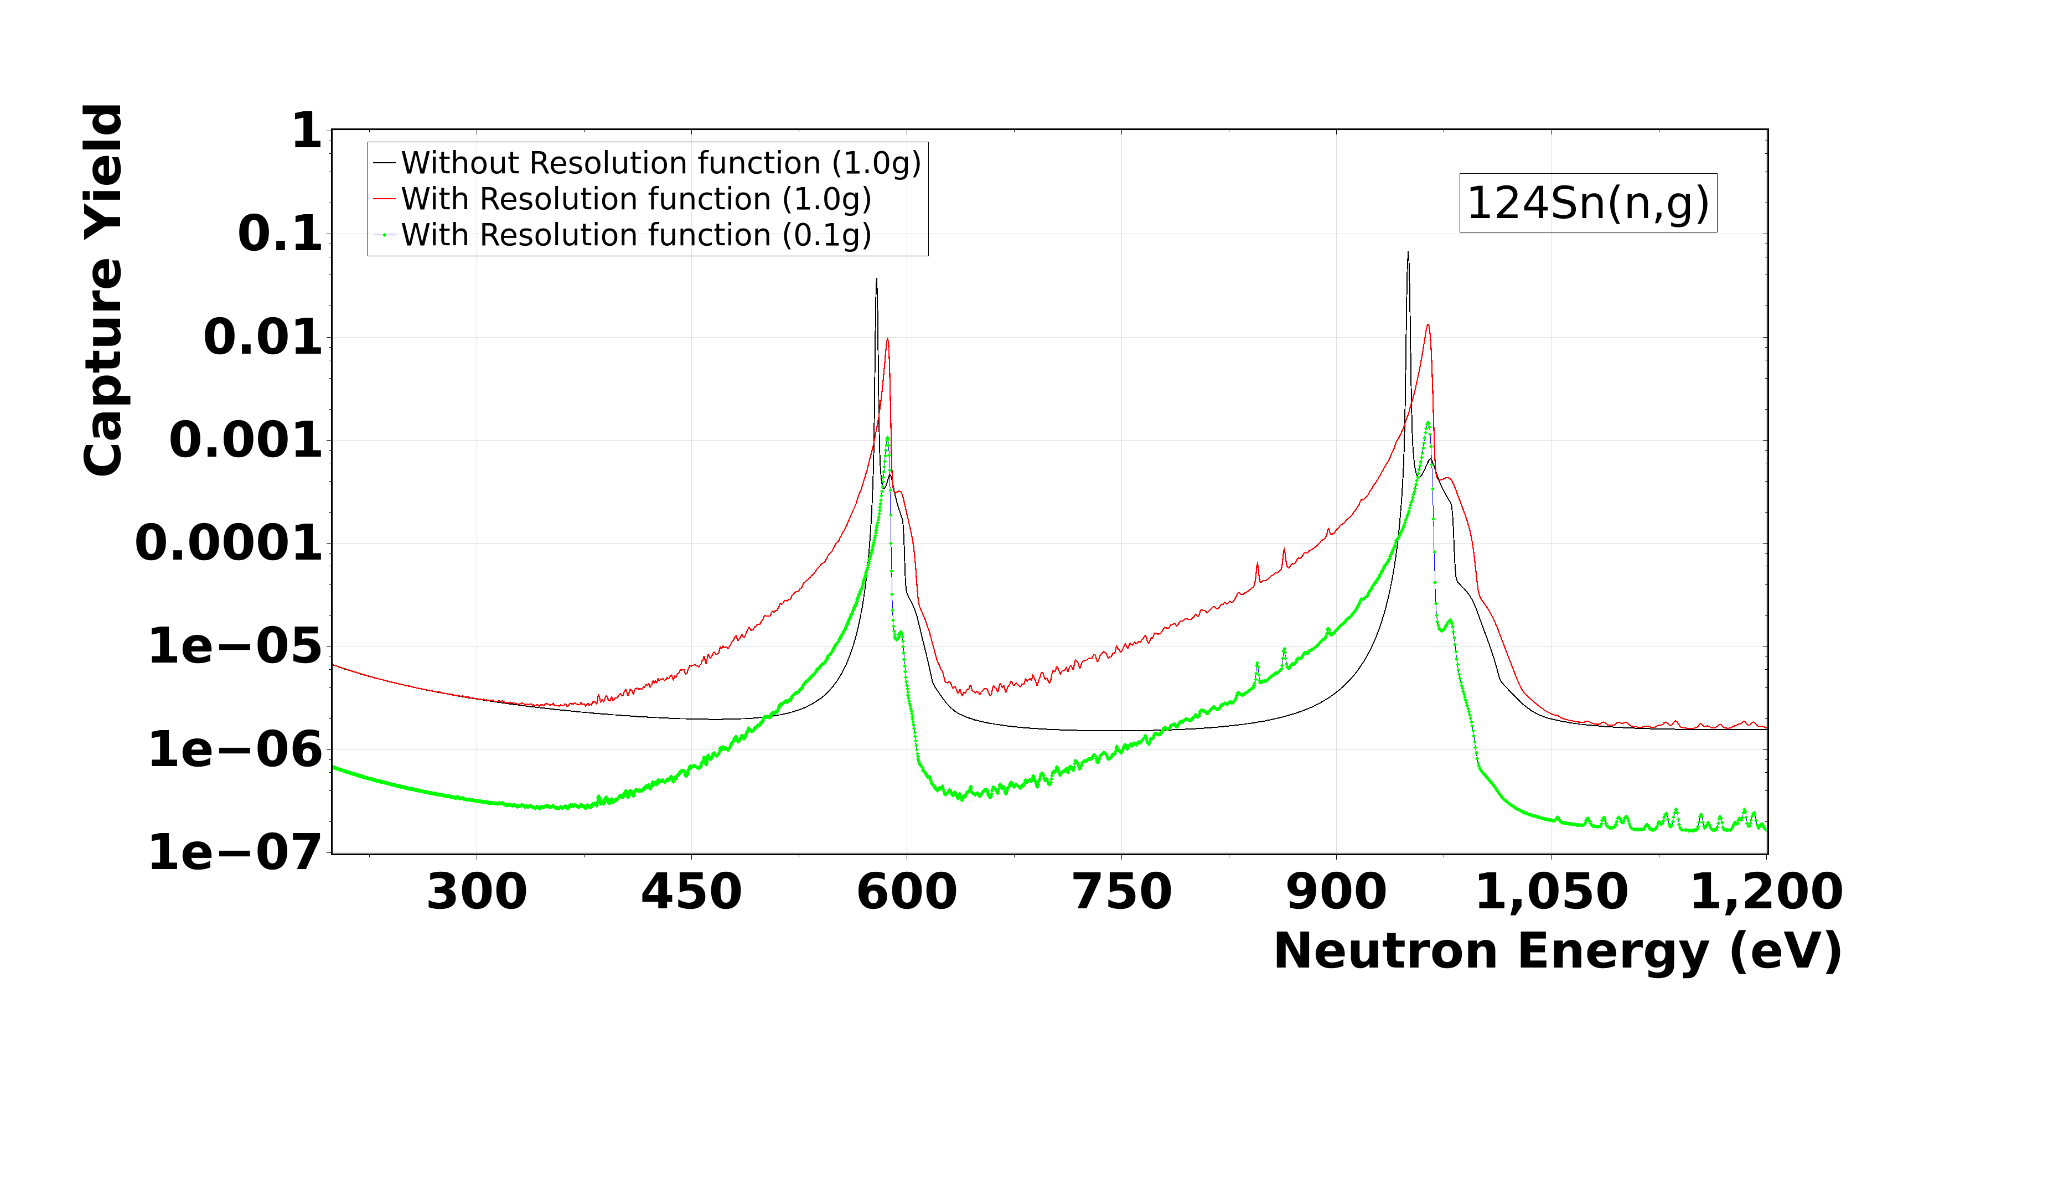 Capture Yield
1
0.1
0.01
0.001
0.0001
1e−05
1e−06
1e−07
Without Resolution function (1.0g)
With Resolution function (1.0g)
With Resolution function (0.1g)
124Sn(n,g)
300 450 600 750 900 1,050 1,200
Neutron Energy (eV)